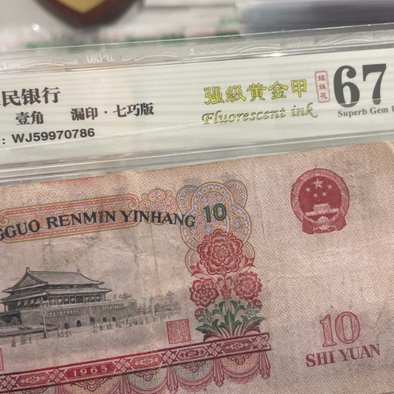 民银行
强级黄金甲
67
壹角 漏印·七巧版
Fluorescent ink
Superb Gem
: WJ59970786
GGUO RENMIN YINHANG
10
10
SHI YUAN
1965